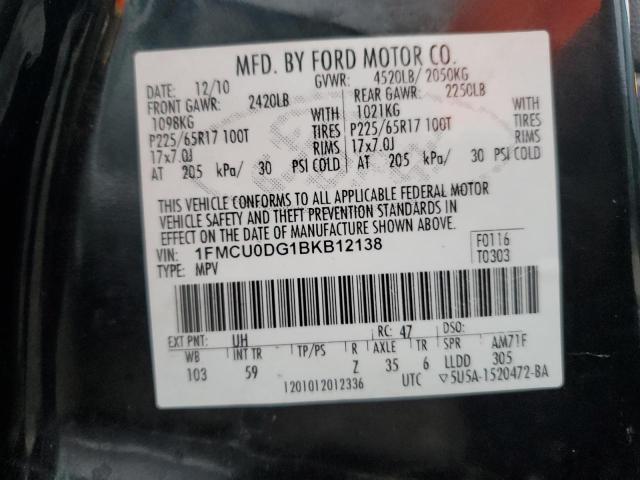 MFD. BY FORD MOTOR CO.
DATE: 12/10 GVWR: 4520LB/ 2050KG
FRONT GAWR: 2420LB REAR GAWR: 2250LB
1098KG WITH 1021KG WITH
P225/65R17 100T TIRES P225/65R17 100T TIRES
17x7.0J RIMS 17x7.0J RIMS
AT 205 kPa/ 30 PSI COLD AT 205 kPa/ 30 PSI COLD
THIS VEHICLE CONFORMS TO ALL APPLICABLE FEDERAL MOTOR
VEHICLE SAFETY AND THEFT PREVENTION STANDARDS IN
EFFECT ON THE DATE OF MANUFACTURE SHOWN ABOVE.
VIN: 1FMCU0DG1BKB12138 F0116
TYPE: MPV T0303
EXT PNT: UH RC: 47 DSO:
WB INT TR TP/PS R AXLE TR SPR AM71F
103 59 Z 35 6 LLDD 305
1201012012336 UTC ▽5U5A-1520472-BA